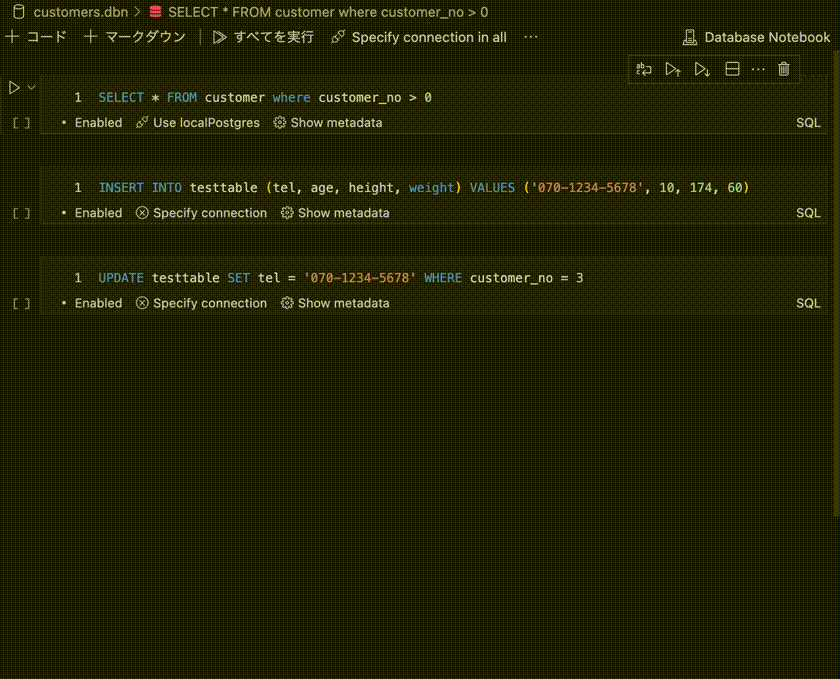 customers.dbn > SELECT * FROM customer where customer_no > 0
+ コード + マークダウン すべてを実行 Specify connection in all ... Database Notebook
1 SELECT * FROM customer where customer_no > 0
[ ] • Enabled Use localPostgres Show metadata SQL
1 INSERT INTO testtable (tel, age, height, weight) VALUES ('070-1234-5678', 10, 174, 60)
[ ] • Enabled Specify connection Show metadata SQL
1 UPDATE testtable SET tel = '070-1234-5678' WHERE customer_no = 3
[ ] • Enabled Specify connection Show metadata SQL